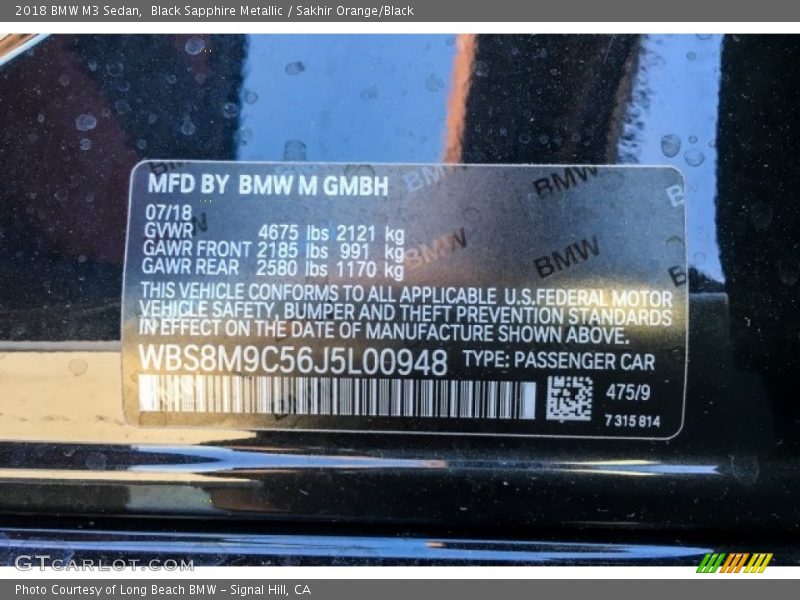 2018 BMW M3 Sedan,  Black Sapphire Metallic / Sakhir Orange/Black
MFD BY BMW M GMBH
07/18
GVWR 4675 lbs 2121 kg
GAWR FRONT 2185 lbs 991 kg
GAWR REAR 2580 lbs 1170 kg
THIS VEHICLE CONFORMS TO ALL APPLICABLE U.S.FEDERAL MOTOR
VEHICLE SAFETY, BUMPER AND THEFT PREVENTION STANDARDS
IN EFFECT ON THE DATE OF MANUFACTURE SHOWN ABOVE.
WBS8M9C56J5L00948 TYPE: PASSENGER CAR
475/9
7 315 814
BMW
BMW
BMW
BMW
GTcarlot.com
Photo Courtesy of Long Beach BMW - Signal Hill, CA